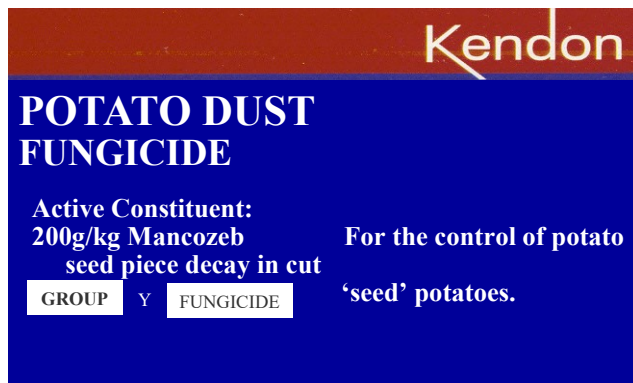 Kendon
POTATO DUST
FUNGICIDE
Active Constituent:
200g/kg Mancozeb For the control of potato
seed piece decay in cut
GROUP Y FUNGICIDE ‘seed’ potatoes.